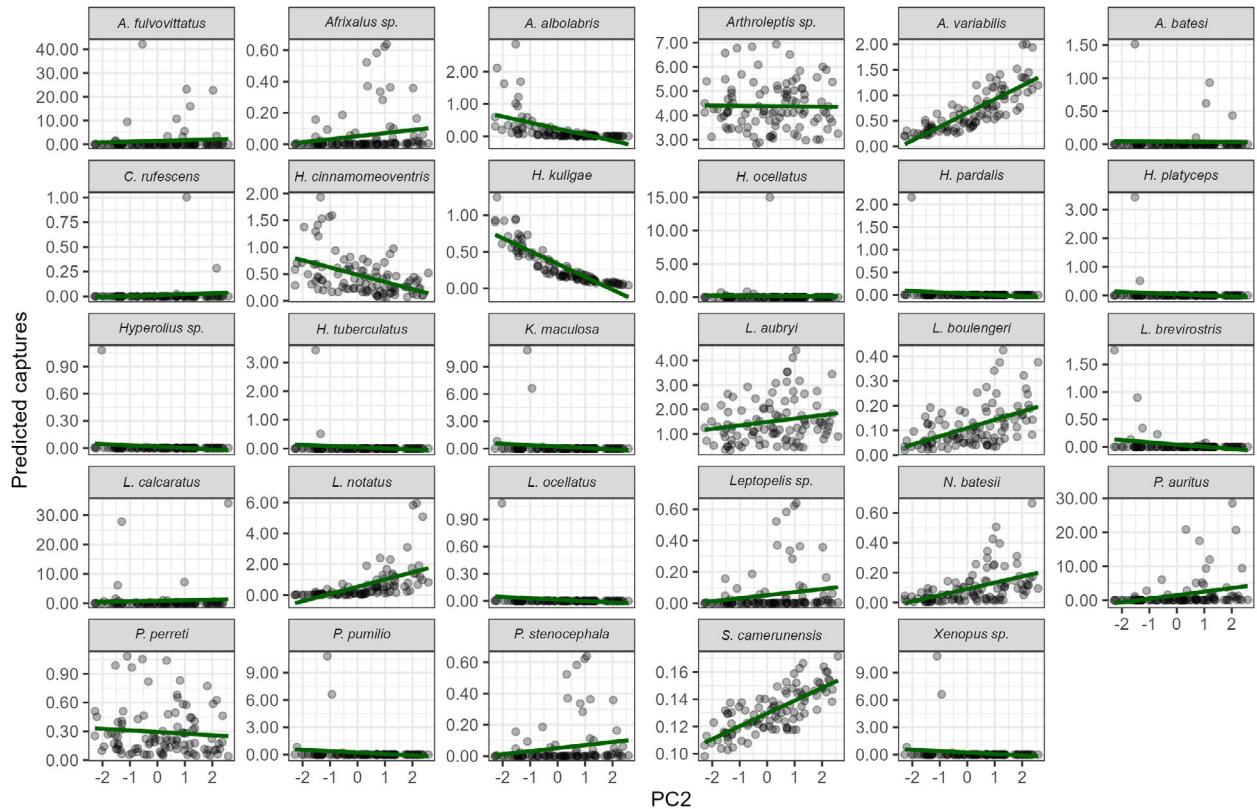 A. fulvovittatus Afrixalus sp. A. albolabris Arthroleptis sp. A. variabilis A. batesi
40.00 30.00 20.00 10.00 0.00
0.60 0.40 0.20 0.00
2.00 1.00 0.00
7.00 6.00 5.00 4.00 3.00
2.00 1.50 1.00 0.50 0.00
1.50 1.00 0.50 0.00
C. rufescens H. cinnamomeoventris H. kuligae H. ocellatus H. pardalis H. platyceps
1.00 0.75 0.50 0.25 0.00
2.00 1.50 1.00 0.50 0.00
1.00 0.50 0.00
15.00 10.00 5.00 0.00
2.00 1.50 1.00 0.50 0.00
3.00 2.00 1.00 0.00
Predicted captures
Hyperolius sp. H. tuberculatus K. maculosa L. aubryi L. boulengeri L. brevirostris
0.90 0.60 0.30 0.00
3.00 2.00 1.00 0.00
9.00 6.00 3.00 0.00
4.00 3.00 2.00 1.00
0.40 0.30 0.20 0.10 0.00
1.50 1.00 0.50 0.00
L. calcaratus L. notatus L. ocellatus Leptopelis sp. N. batesii P. auritus
30.00 20.00 10.00 0.00
6.00 4.00 2.00 0.00
0.90 0.60 0.30 0.00
0.60 0.40 0.20 0.00
0.60 0.40 0.20 0.00
30.00 20.00 10.00 0.00
-2 -1 0 1 2
P. perreti P. pumilio P. stenocephala S. camerunensis Xenopus sp.
0.90 0.60 0.30 0.00
9.00 6.00 3.00 0.00
0.60 0.40 0.20 0.00
0.16 0.14 0.12 0.10
9.00 6.00 3.00 0.00
-2 -1 0 1 2 -2 -1 0 1 2 -2 -1 0 1 2 -2 -1 0 1 2 -2 -1 0 1 2
PC2